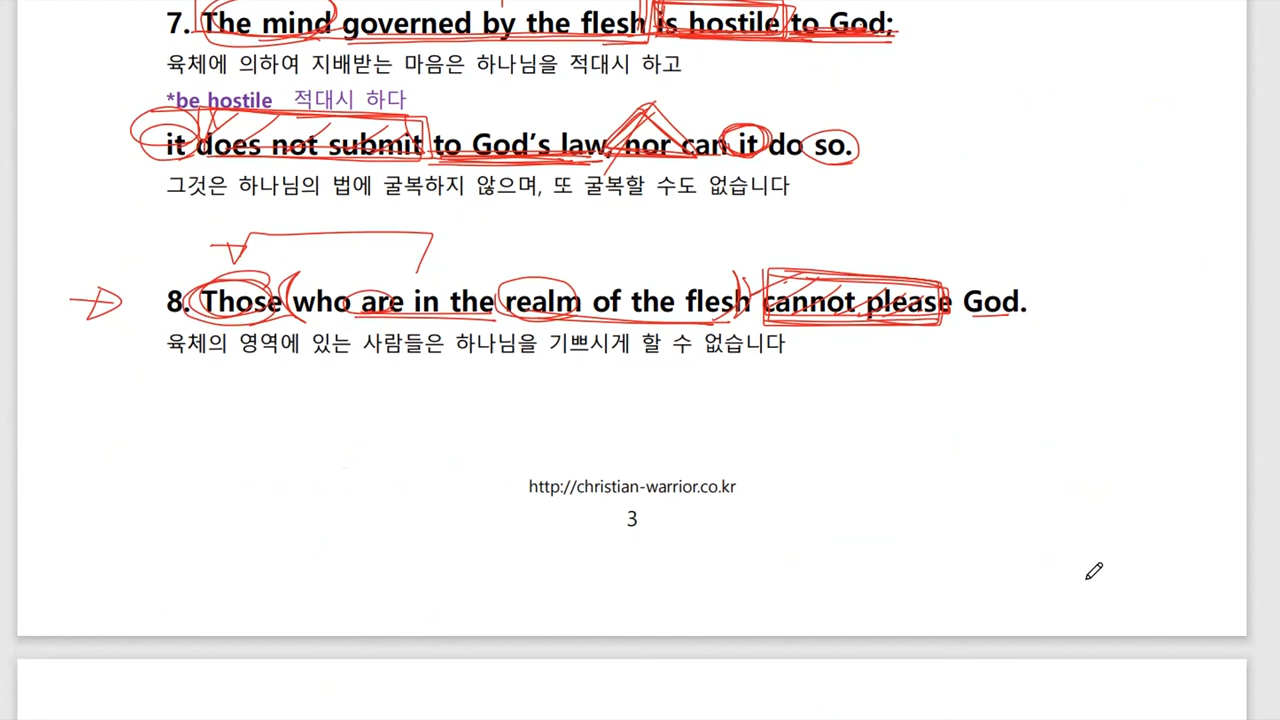 7. The mind governed by the flesh is hostile to God;
육체에 의하여 지배받는 마음은 하나님을 적대시 하고
*be hostile 적대시 하다
it does not submit to God’s law, nor can it do so.
그것은 하나님의 법에 굴복하지 않으며, 또 굴복할 수도 없습니다
8. Those who are in the realm of the flesh cannot please God.
육체의 영역에 있는 사람들은 하나님을 기쁘시게 할 수 없습니다
http://christian-warrior.co.kr
3